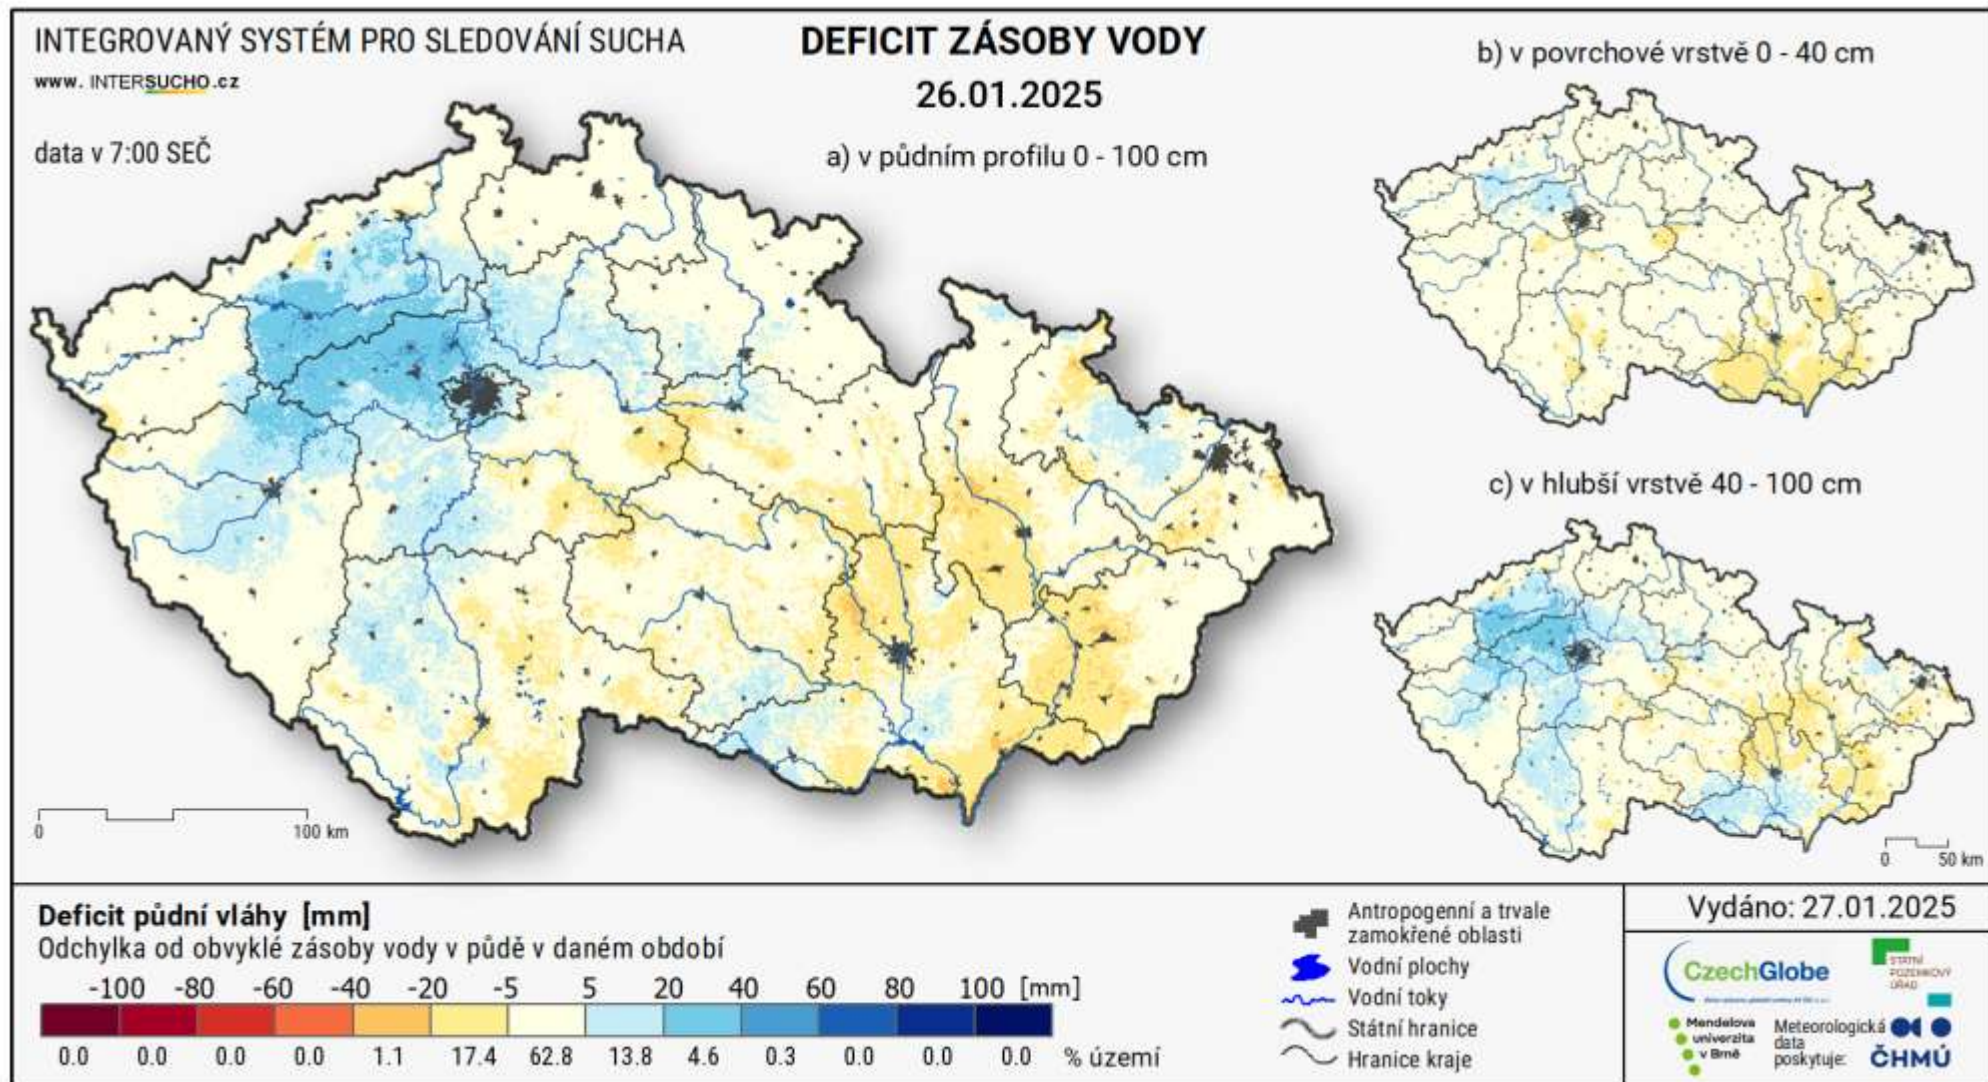 INTEGROVANÝ SYSTÉM PRO SLEDOVÁNÍ SUCHA
www. INTERSUCHO.cz
data v 7:00 SEČ
DEFICIT ZÁSOBY VODY
26.01.2025
a) v půdním profilu 0 - 100 cm
b) v povrchové vrstvě 0 - 40 cm
c) v hlubší vrstvě 40 - 100 cm
0 100 km
0 50 km
Deficit půdní vláhy [mm]
Odchylka od obvyklé zásoby vody v půdě v daném období
-100 -80 -60 -40 -20 -5 5 20 40 60 80 100 [mm]
0.0 0.0 0.0 0.0 1.1 17.4 62.8 13.8 4.6 0.3 0.0 0.0 0.0 % území
Antropogenní a trvale
zamokřené oblasti
Vodní plochy
Vodní toky
Státní hranice
Hranice kraje
Vydáno: 27.01.2025
CzechGlobe
STÁTNÍ
POZEMKOVÝ
ÚŘAD
Mendelova
univerzita
v Brně
Meteorologická
data
poskytuje:
ČHMÚ